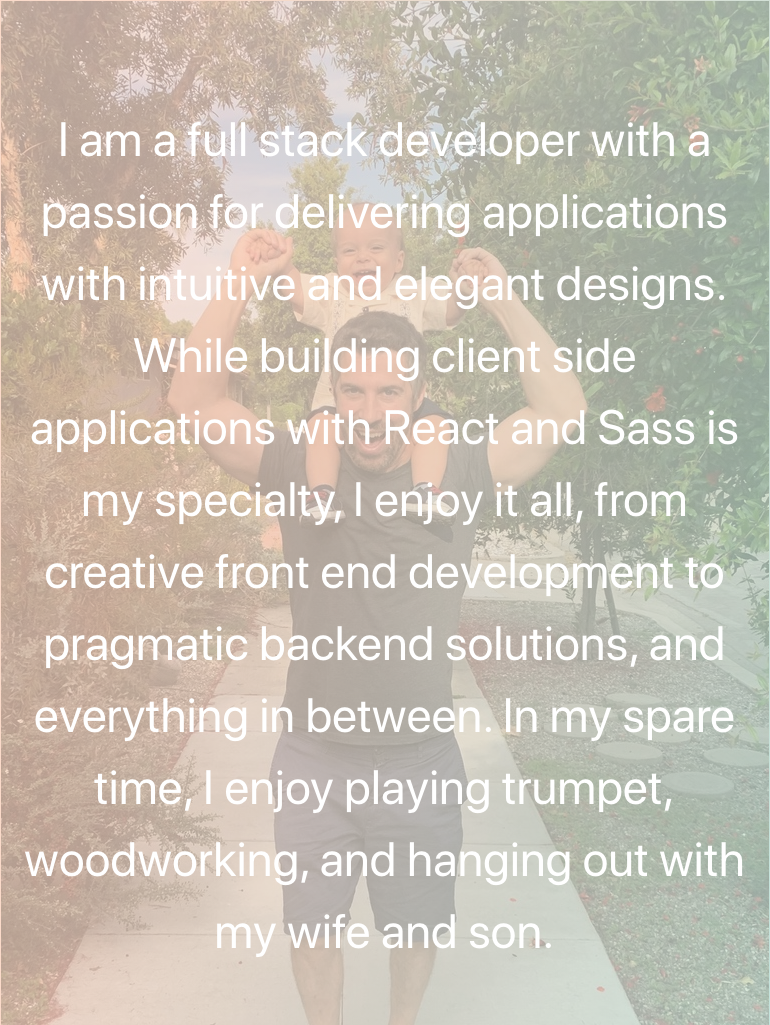 I am a full stack developer with a
passion for delivering applications
with intuitive and elegant designs.
While building client side
applications with React and Sass is
my specialty, I enjoy it all, from
creative front end development to
pragmatic backend solutions, and
everything in between. In my spare
time, I enjoy playing trumpet,
woodworking, and hanging out with
my wife and son.